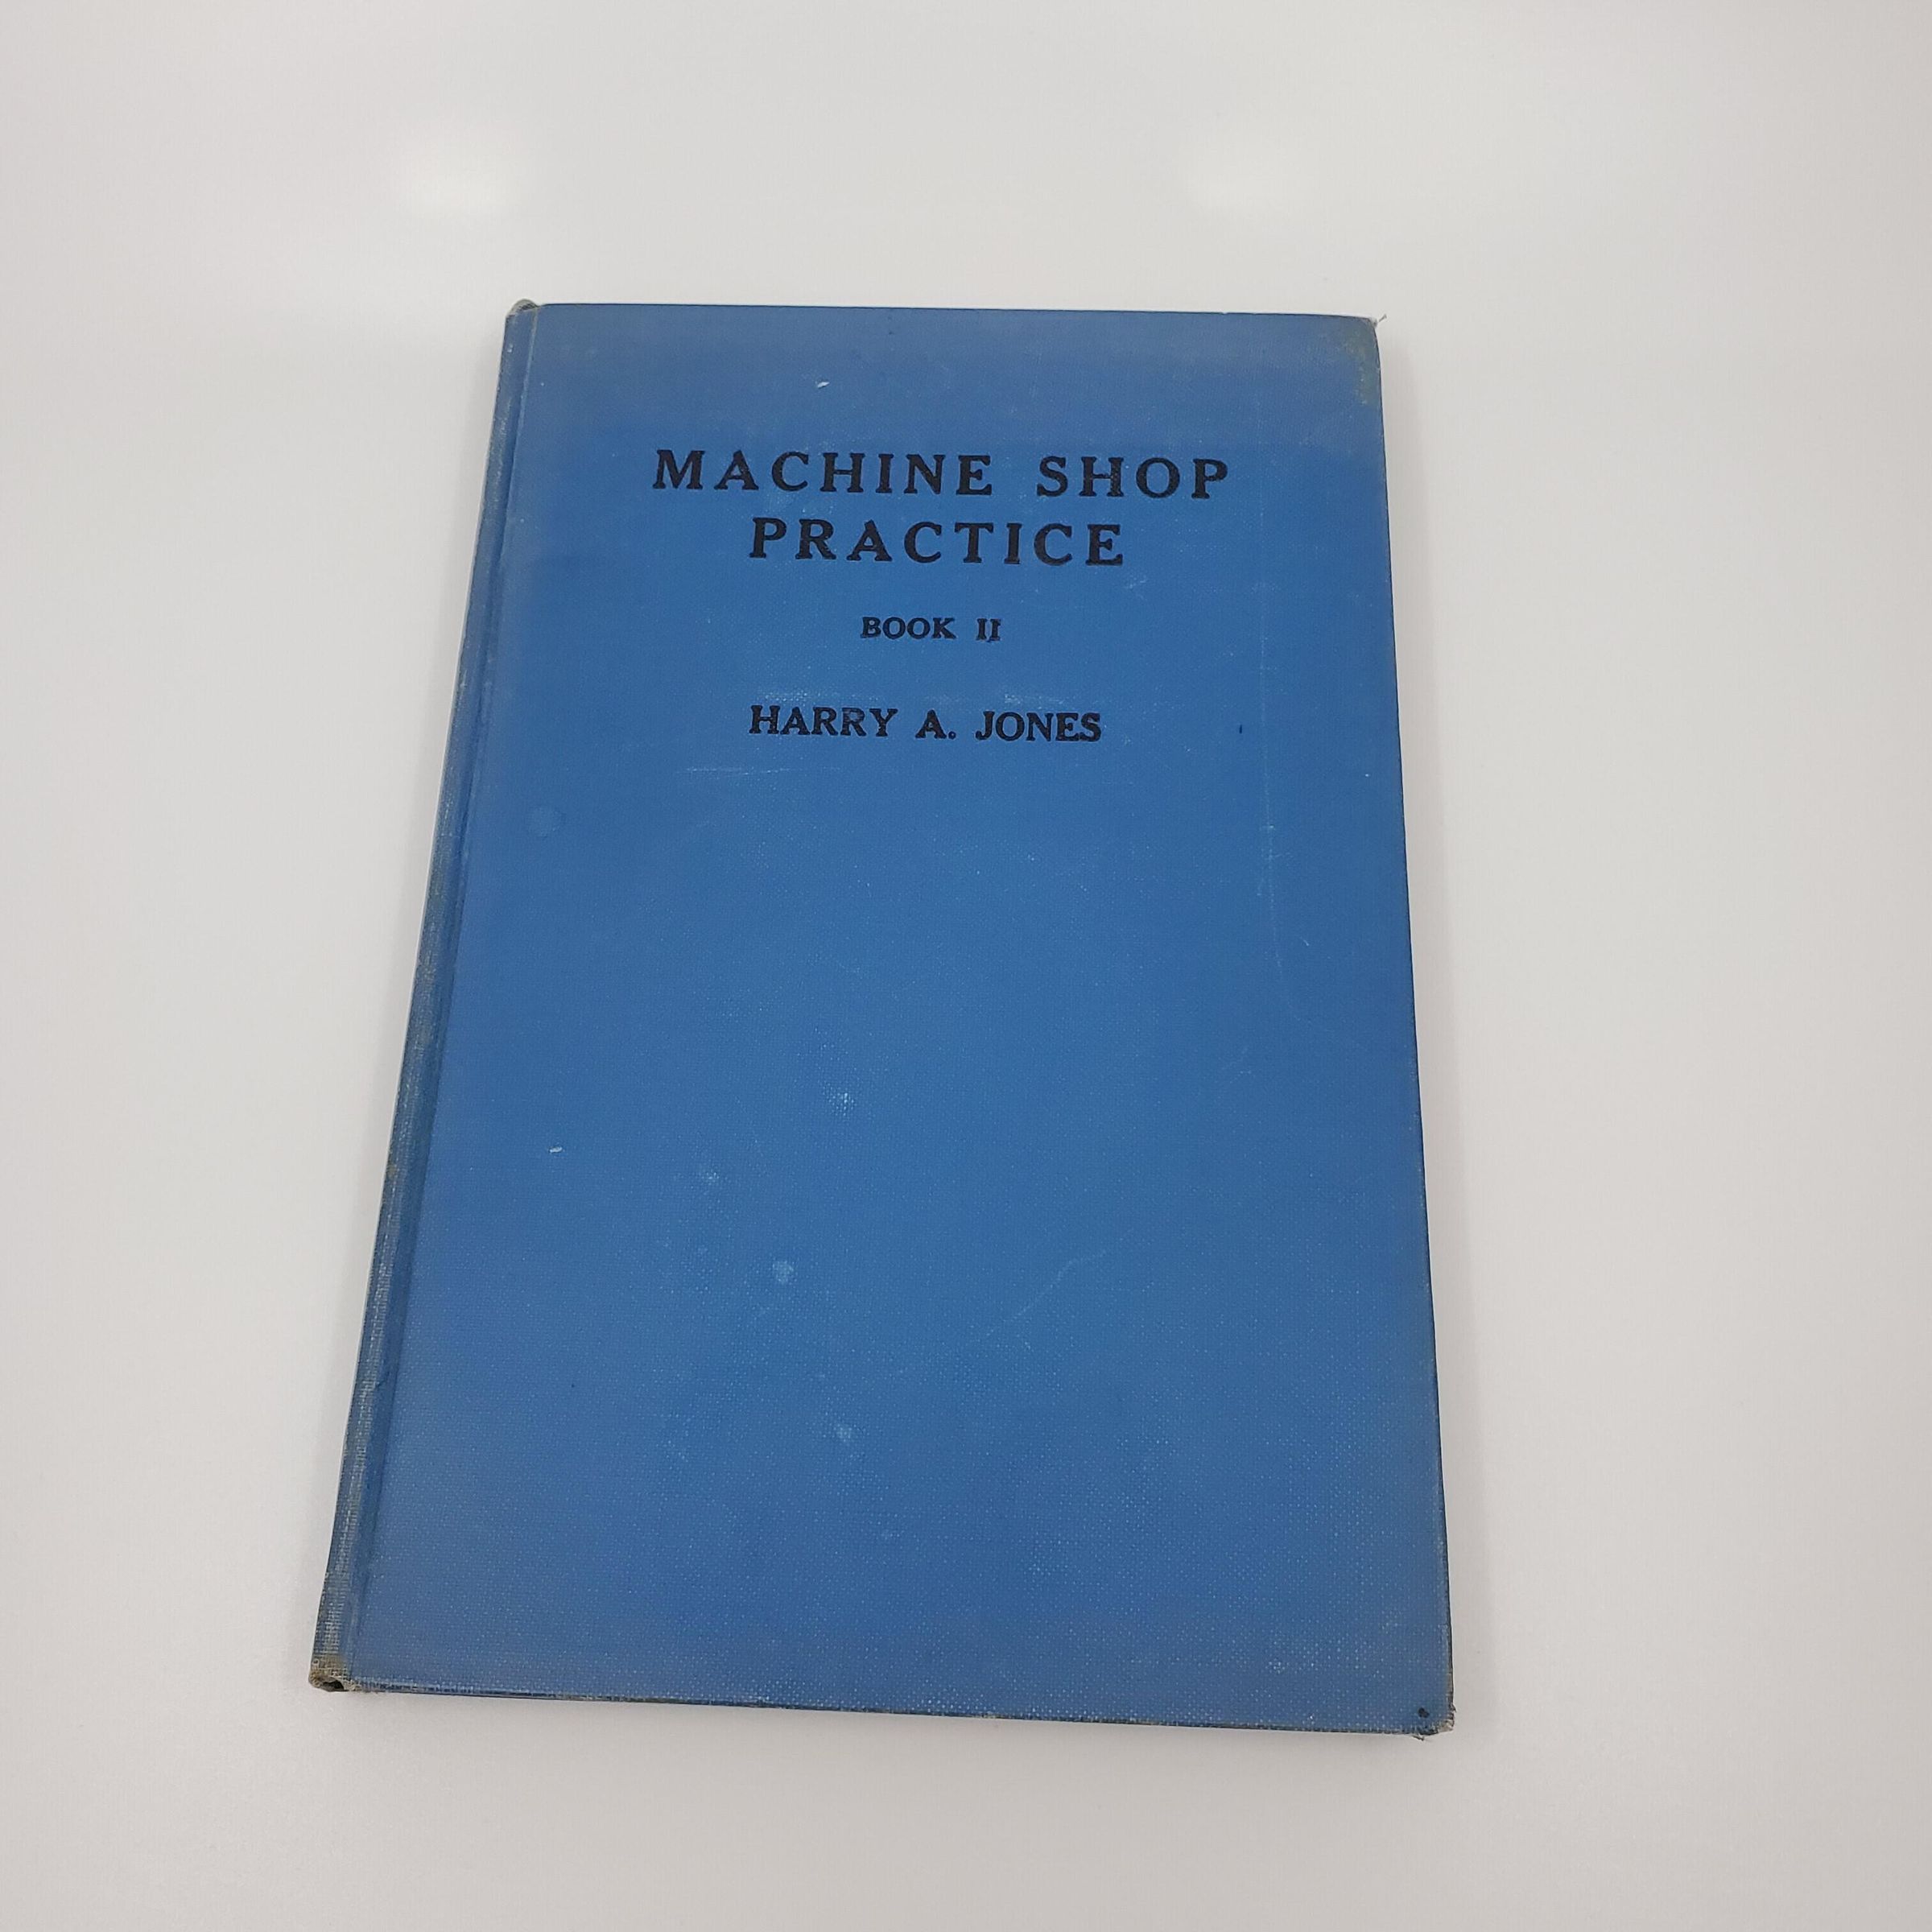 MACHINE SHOP
PRACTICE
BOOK II
HARRY A. JONES